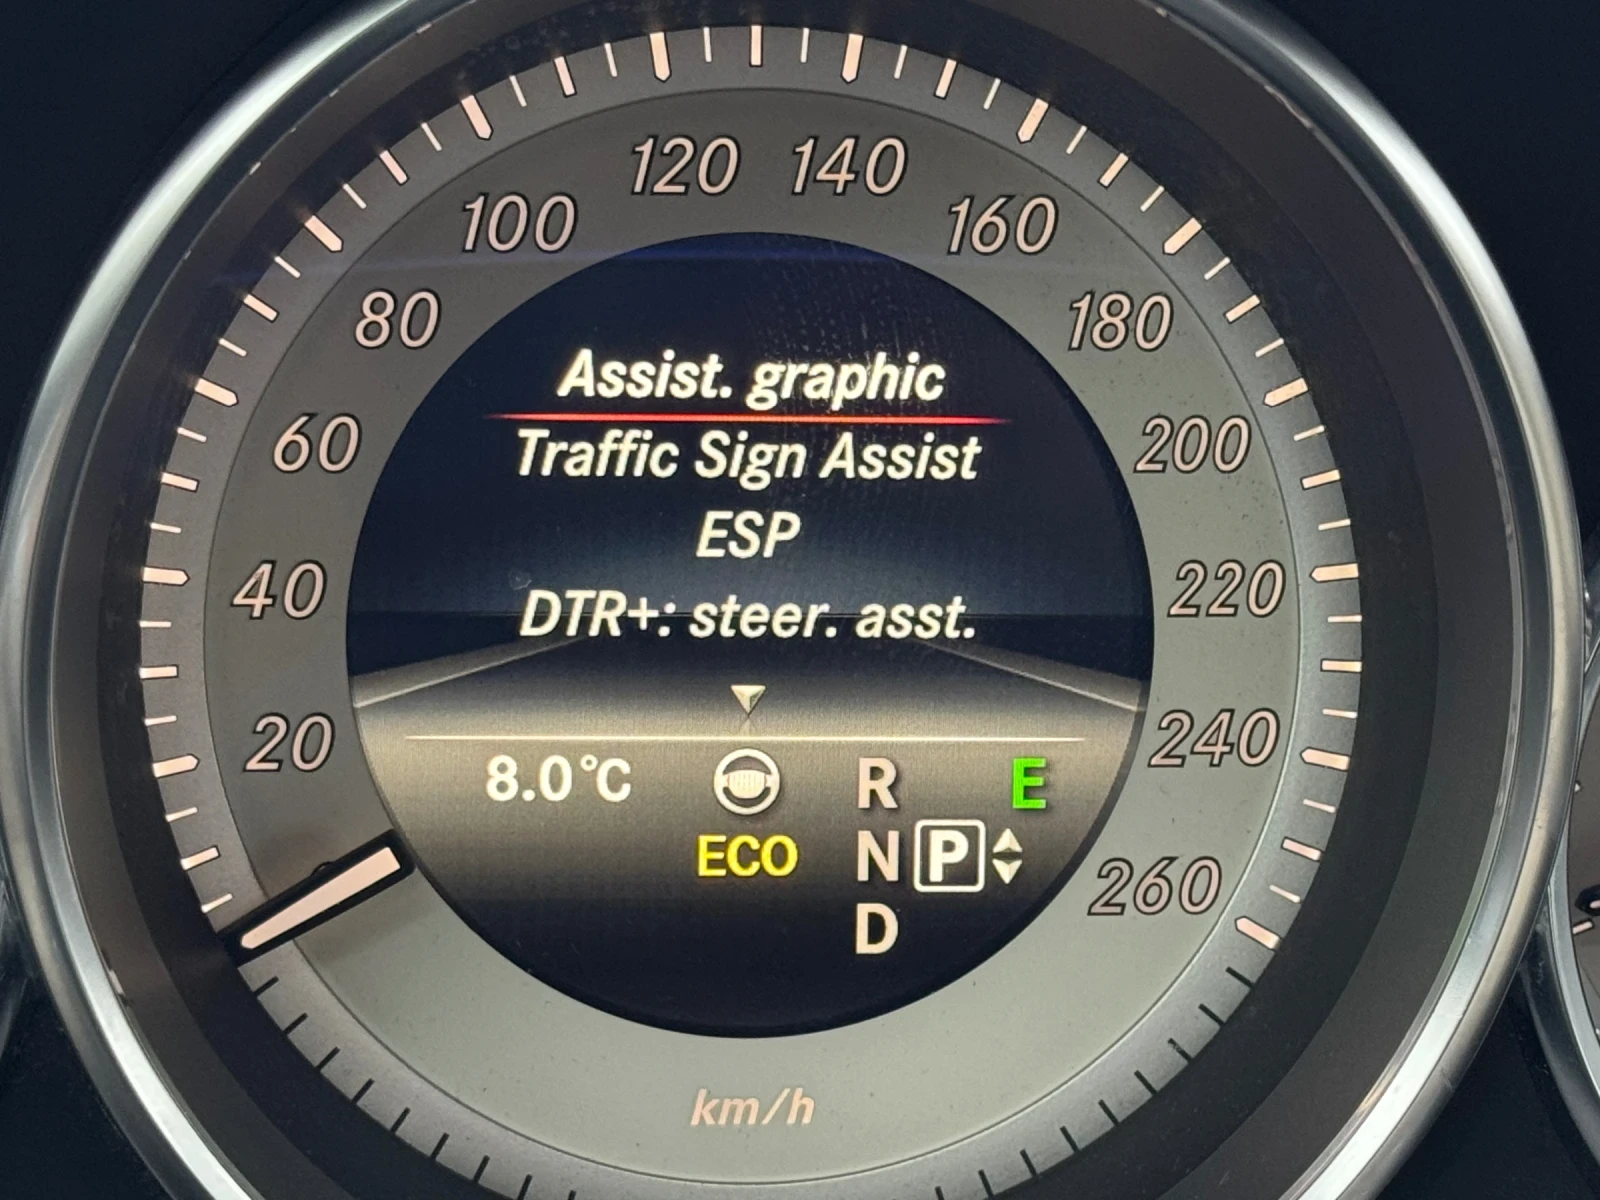 120 140
100 160
80 180
Assist. graphic
60 Traffic Sign Assist 200
ESP
40 DTR+: steer. asst. 220
20 240
8.0°C R E
ECO N P 260
D
km/h